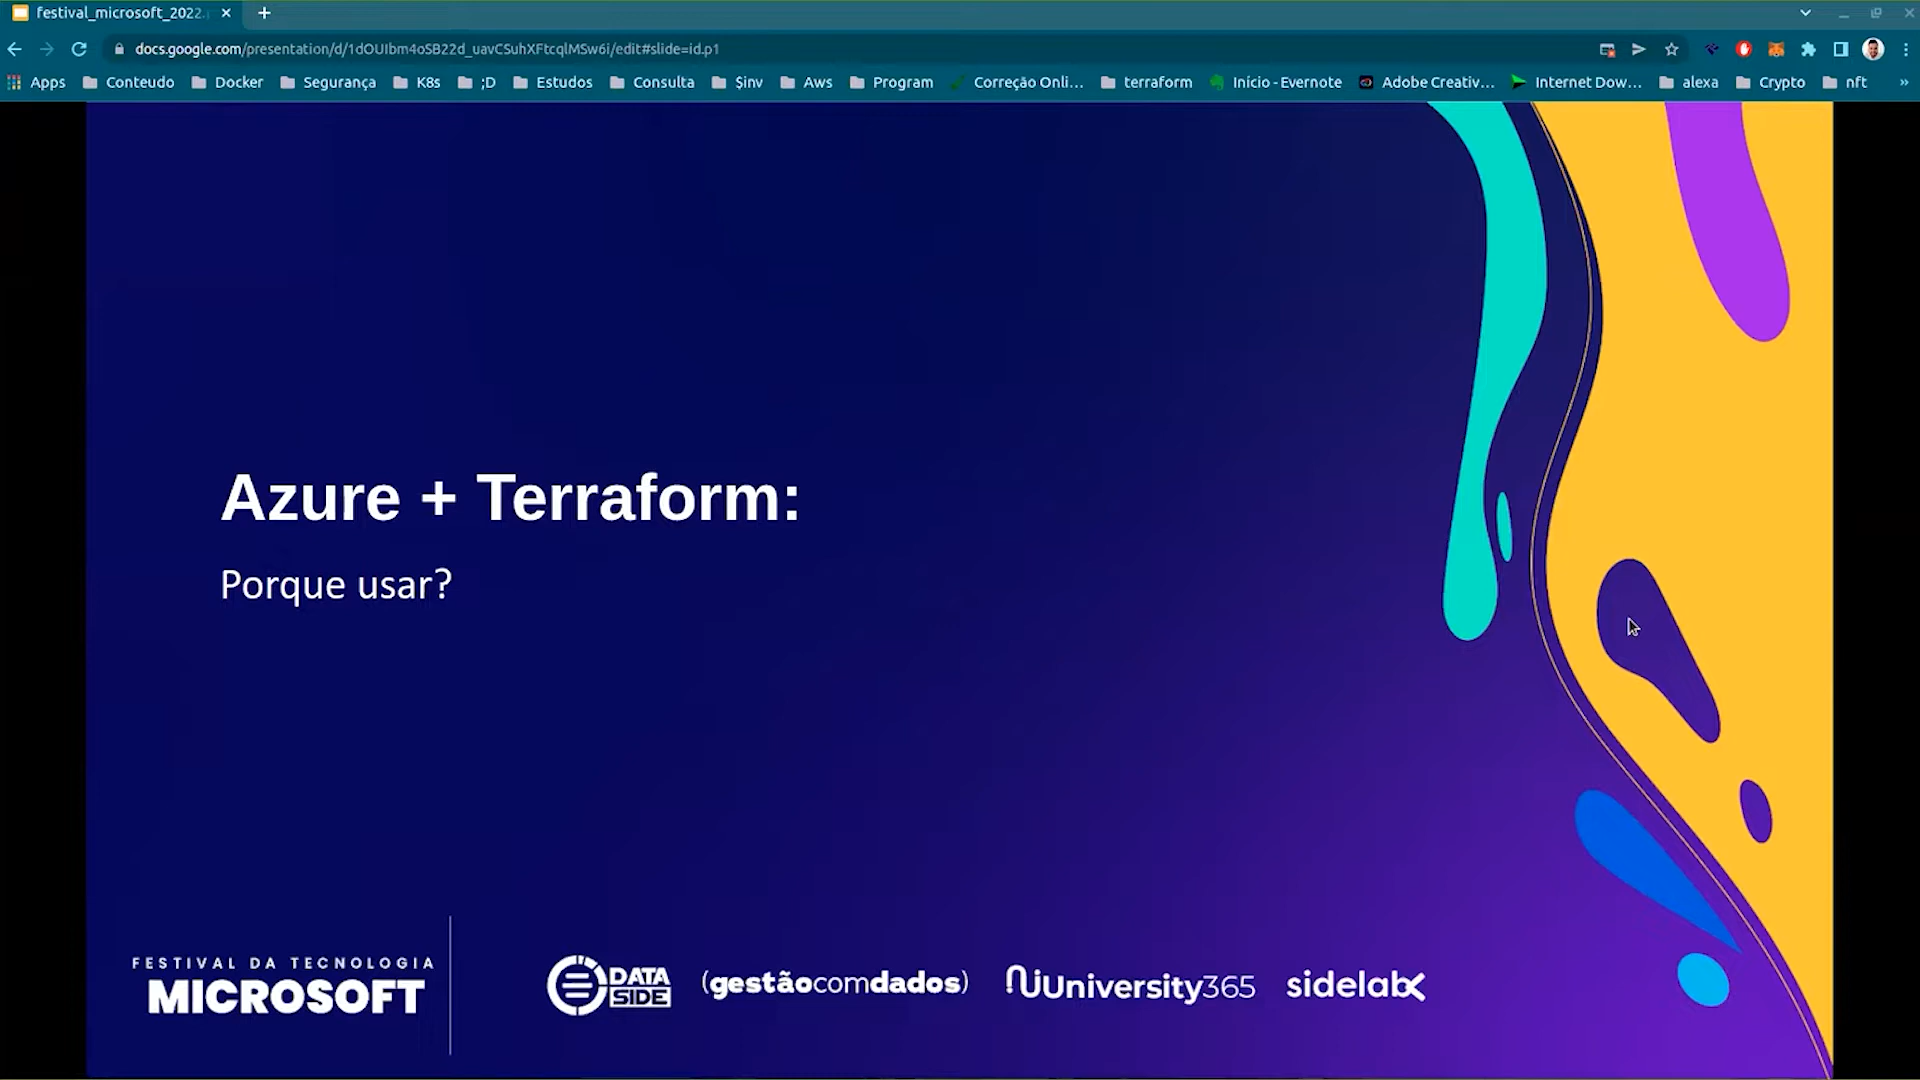 festival_microsoft_2022.
docs.google.com/presentation/d/1dOUIbm4oSB22d_uavCSuhXFtcqlMSw6i/edit#slide=id.p1
Apps Conteudo Docker Segurança K8s ;D Estudos Consulta $inv Aws Program Correção Onli... terraform Início - Evernote Adobe Creativ... Internet Dow... alexa Crypto nft »
Azure + Terraform:
Porque usar?
FESTIVAL DA TECNOLOGIA
MICROSOFT
DATA
SIDE
(gestãocomdados)
University365
sidelabx